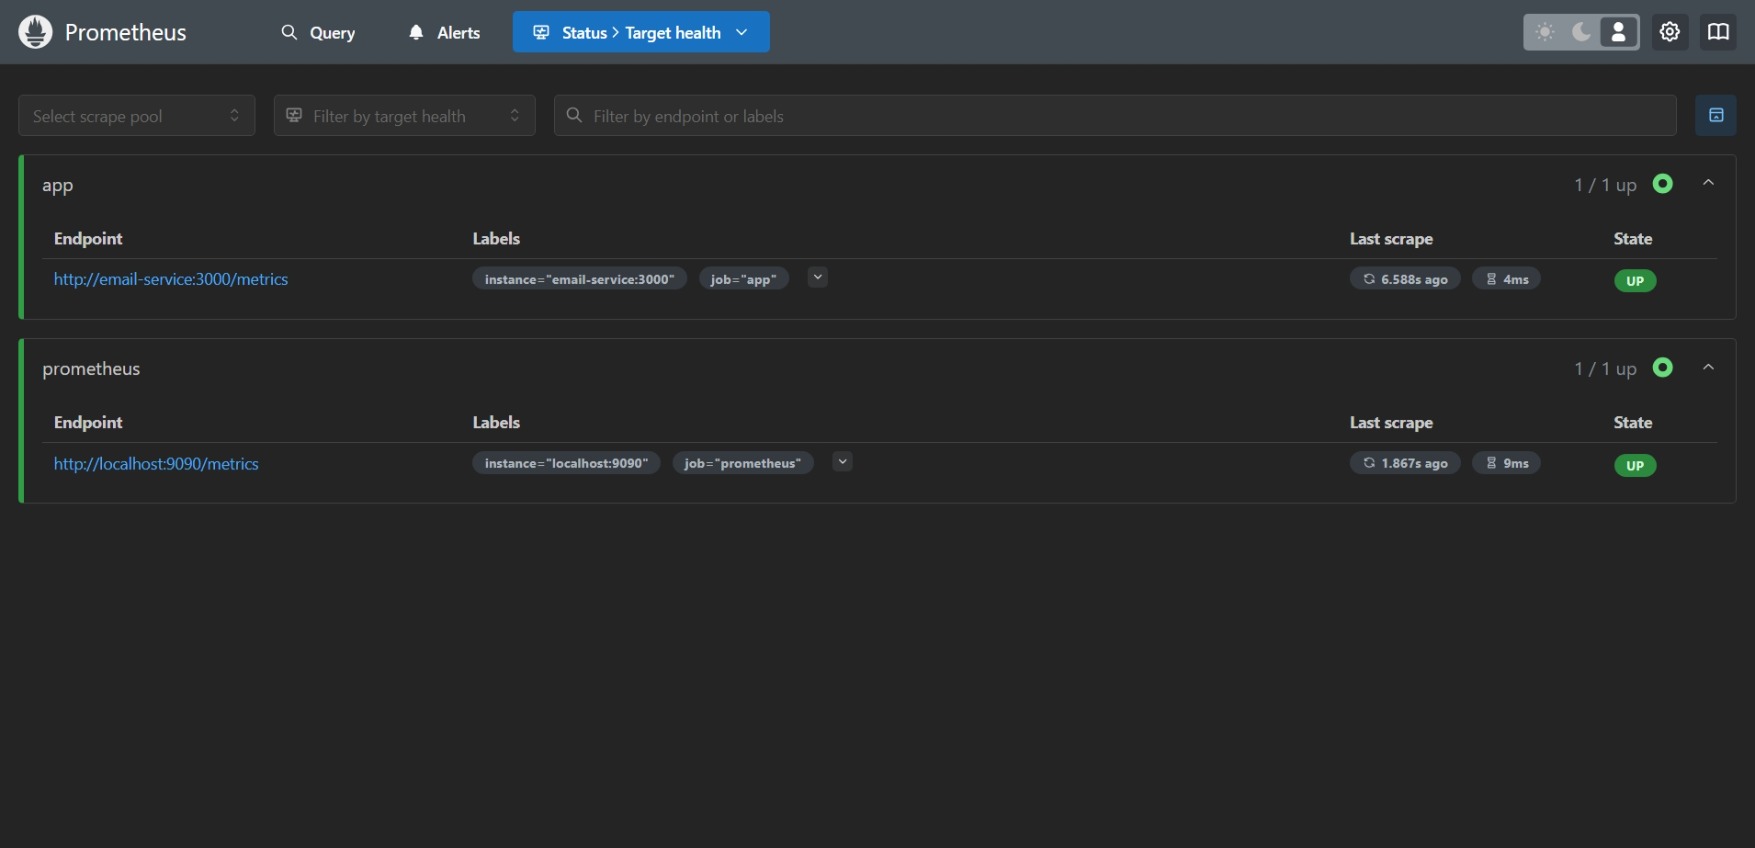 Prometheus Query Alerts Status > Target health
Select scrape pool Filter by target health Filter by endpoint or labels
app 1 / 1 up
Endpoint Labels Last scrape State
http://email-service:3000/metrics instance="email-service:3000" job="app" 6.588s ago 4ms UP
prometheus 1 / 1 up
Endpoint Labels Last scrape State
http://localhost:9090/metrics instance="localhost:9090" job="prometheus" 1.867s ago 9ms UP